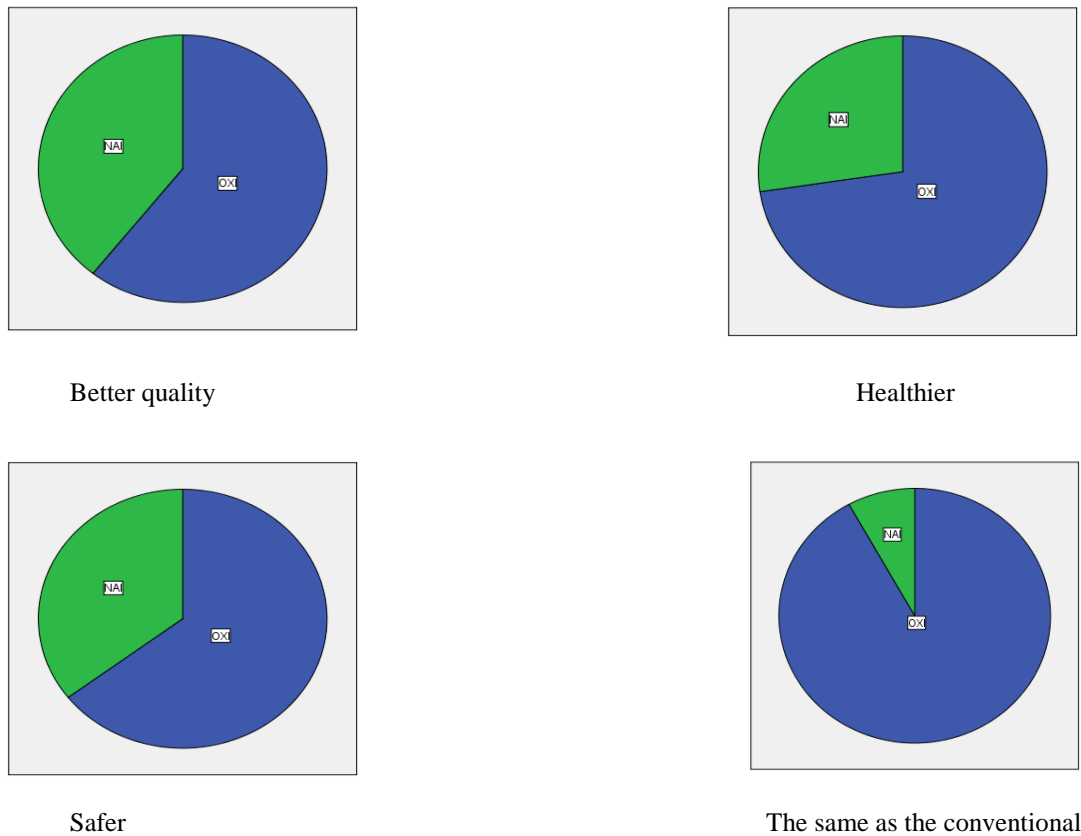 NAI
OXI
NAI
OXI
Better quality
Healthier
NAI
OXI
NAI
OXI
Safer
The same as the conventional